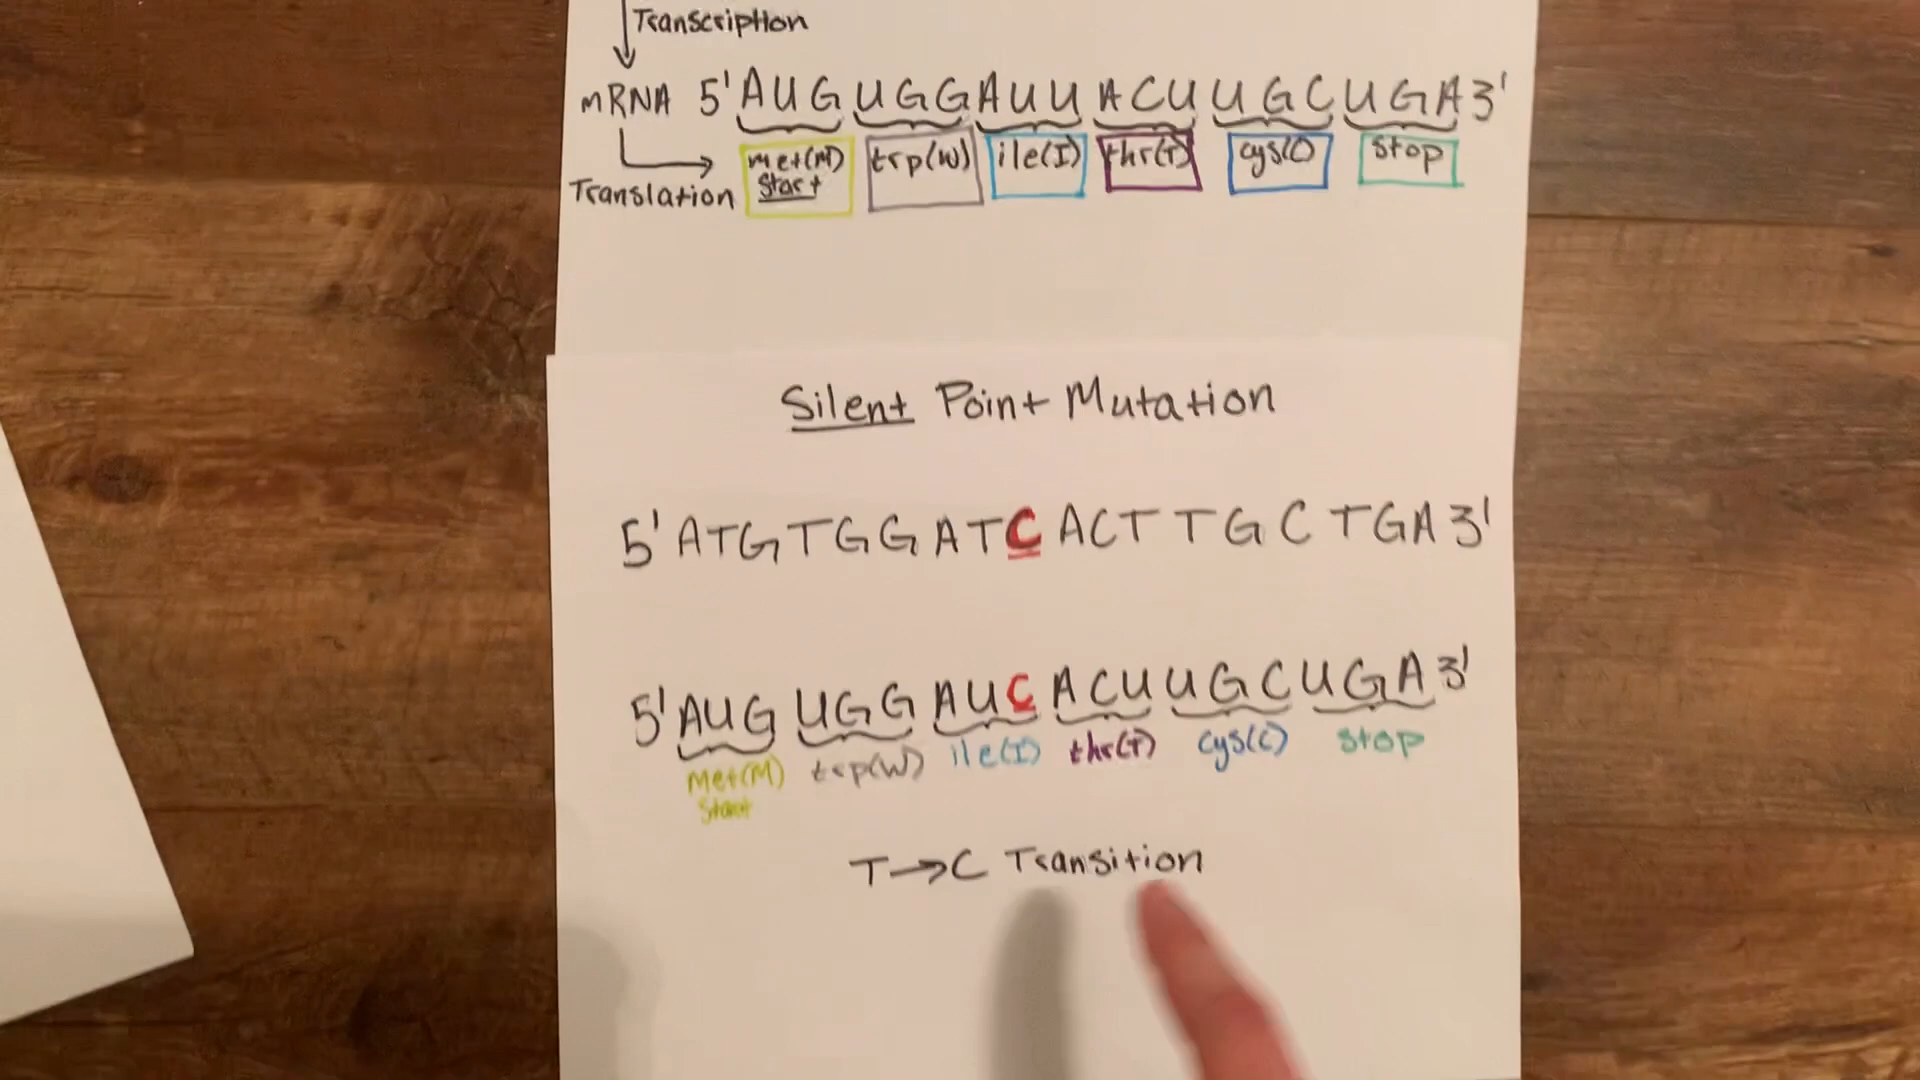 Transcription
mRNA 5' AUG UGG AUU ACU UGC UGA 3'
met(M) trp(W) ile(I) thr(T) cys(C) stop
Translation start
Silent Point Mutation
5' ATG TGG ATC ACT TGC TGA 3'
5' AUG UGG AUC ACU UGC UGA 3'
met(M) trp(W) ile(I) thr(T) cys(C) stop
Start
T→C Transition